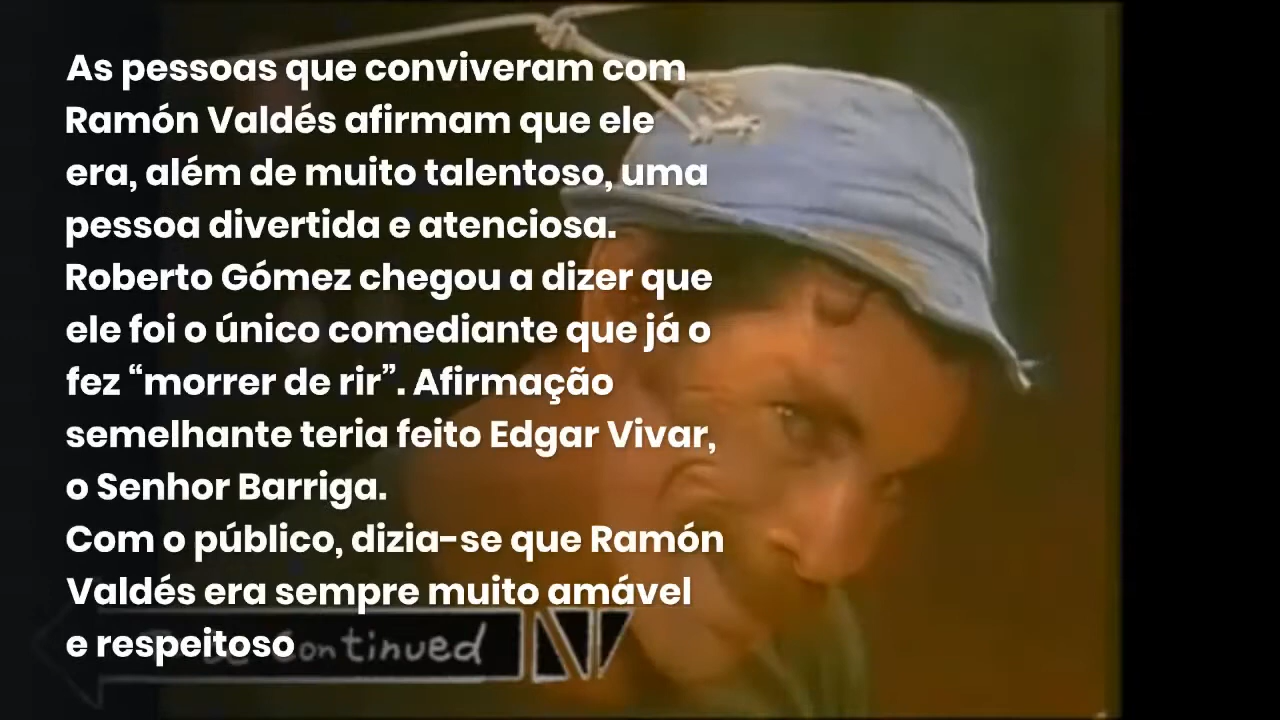 As pessoas que conviveram com
Ramón Valdés afirmam que ele
era, além de muito talentoso, uma
pessoa divertida e atenciosa.
Roberto Gómez chegou a dizer que
ele foi o único comediante que já o
fez “morrer de rir”. Afirmação
semelhante teria feito Edgar Vivar,
o Senhor Barriga.
Com o público, dizia-se que Ramón
Valdés era sempre muito amável
e respeitoso
Continued